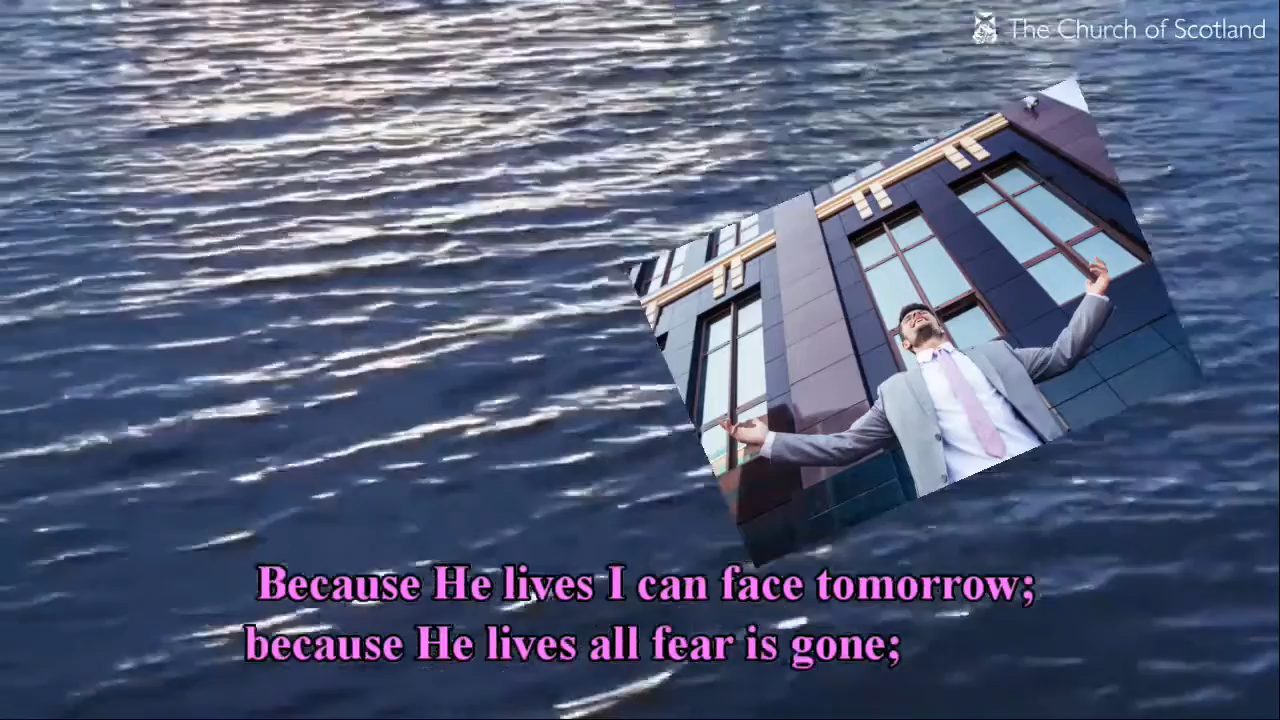 The Church of Scotland
Because He lives I can face tomorrow;
because He lives all fear is gone;